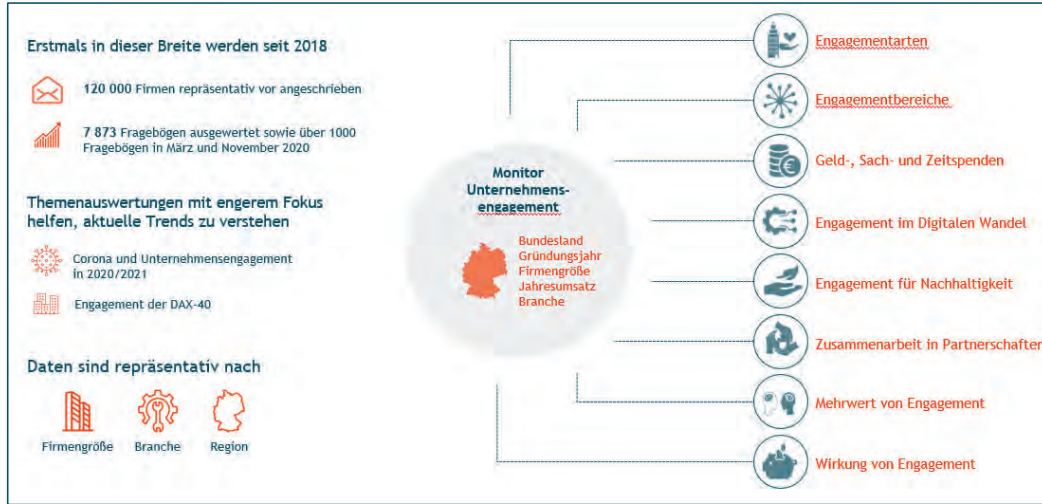 Erstmals in dieser Breite werden seit 2018
120 000 Firmen repräsentativ vor angeschrieben
7 873 Fragebögen ausgewertet sowie über 1000
Fragebögen in März und November 2020
Themenauswertungen mit engerem Fokus
helfen, aktuelle Trends zu verstehen
Corona und Unternehmensengagement
in 2020/2021
Engagement der DAX-40
Daten sind repräsentativ nach
Firmengröße
Branche
Region
Monitor
Unternehmens-
engagement
Bundesland
Gründungsjahr
Firmengröße
Jahresumsatz
Branche
Engagementarten
Engagementbereiche
Geld-, Sach- und Zeitspenden
Engagement im Digitalen Wandel
Engagement für Nachhaltigkeit
Zusammenarbeit in Partnerschafter
Mehrwert von Engagement
Wirkung von Engagement